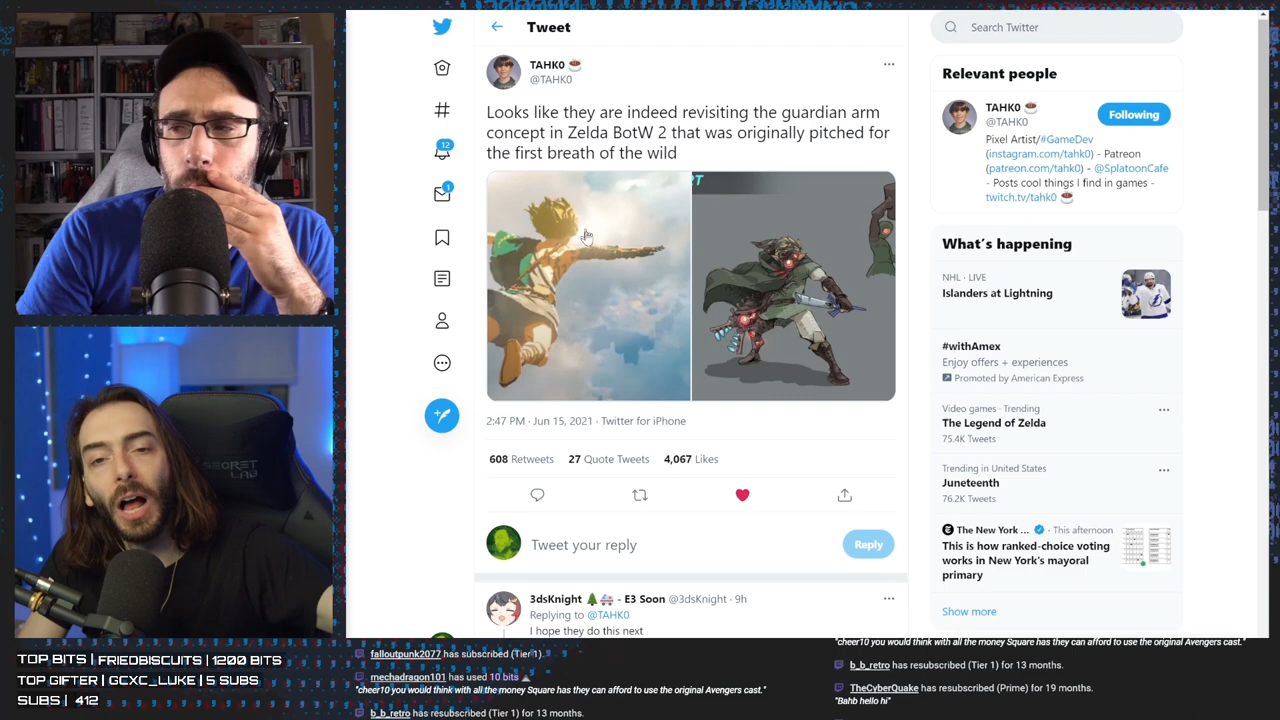 Tweet
TAHK0
@TAHK0
Looks like they are indeed revisiting the guardian arm
concept in Zelda BotW 2 that was originally pitched for
the first breath of the wild
2:47 PM · Jun 15, 2021 · Twitter for iPhone
608 Retweets 27 Quote Tweets 4,067 Likes
Tweet your reply
Reply
3dsKnight - E3 Soon @3dsKnight · 9h
Replying to @TAHK0
I hope they do this next
12
1
Search Twitter
Relevant people
TAHK0
@TAHK0
Following
Pixel Artist/#GameDev
(instagram.com/tahk0) - Patreon
(patreon.com/tahk0) - @SplatoonCafe
- Posts cool things I find in games -
twitch.tv/tahk0
What's happening
NHL · LIVE
Islanders at Lightning
#withAmex
Enjoy offers + experiences
Promoted by American Express
Video games · Trending
The Legend of Zelda
75.4K Tweets
Trending in United States
Juneteenth
76.2K Tweets
The New York ... · This afternoon
This is how ranked-choice voting
works in New York's mayoral
primary
Show more
SECRET
LAB
TOP BITS | FRIEDBISCUITS | 1200 BITS
TOP GIFTER | GCXC_LUKE | 5 SUBS
SUBS | 412
falloutpunk2077 has subscribed (Tier 1).
mechadragon101 has used 10 bits
"cheer10 you would think with all the money Square has they can afford to use the original Avengers cast."
b_b_retro has resubscribed (Tier 1) for 13 months.
"cheer10 you would think with all the money Square has they can afford to use the original Avengers cast."
b_b_retro has resubscribed (Tier 1) for 13 months.
TheCyberQuake has resubscribed (Prime) for 19 months.
"Bahb hello hi"